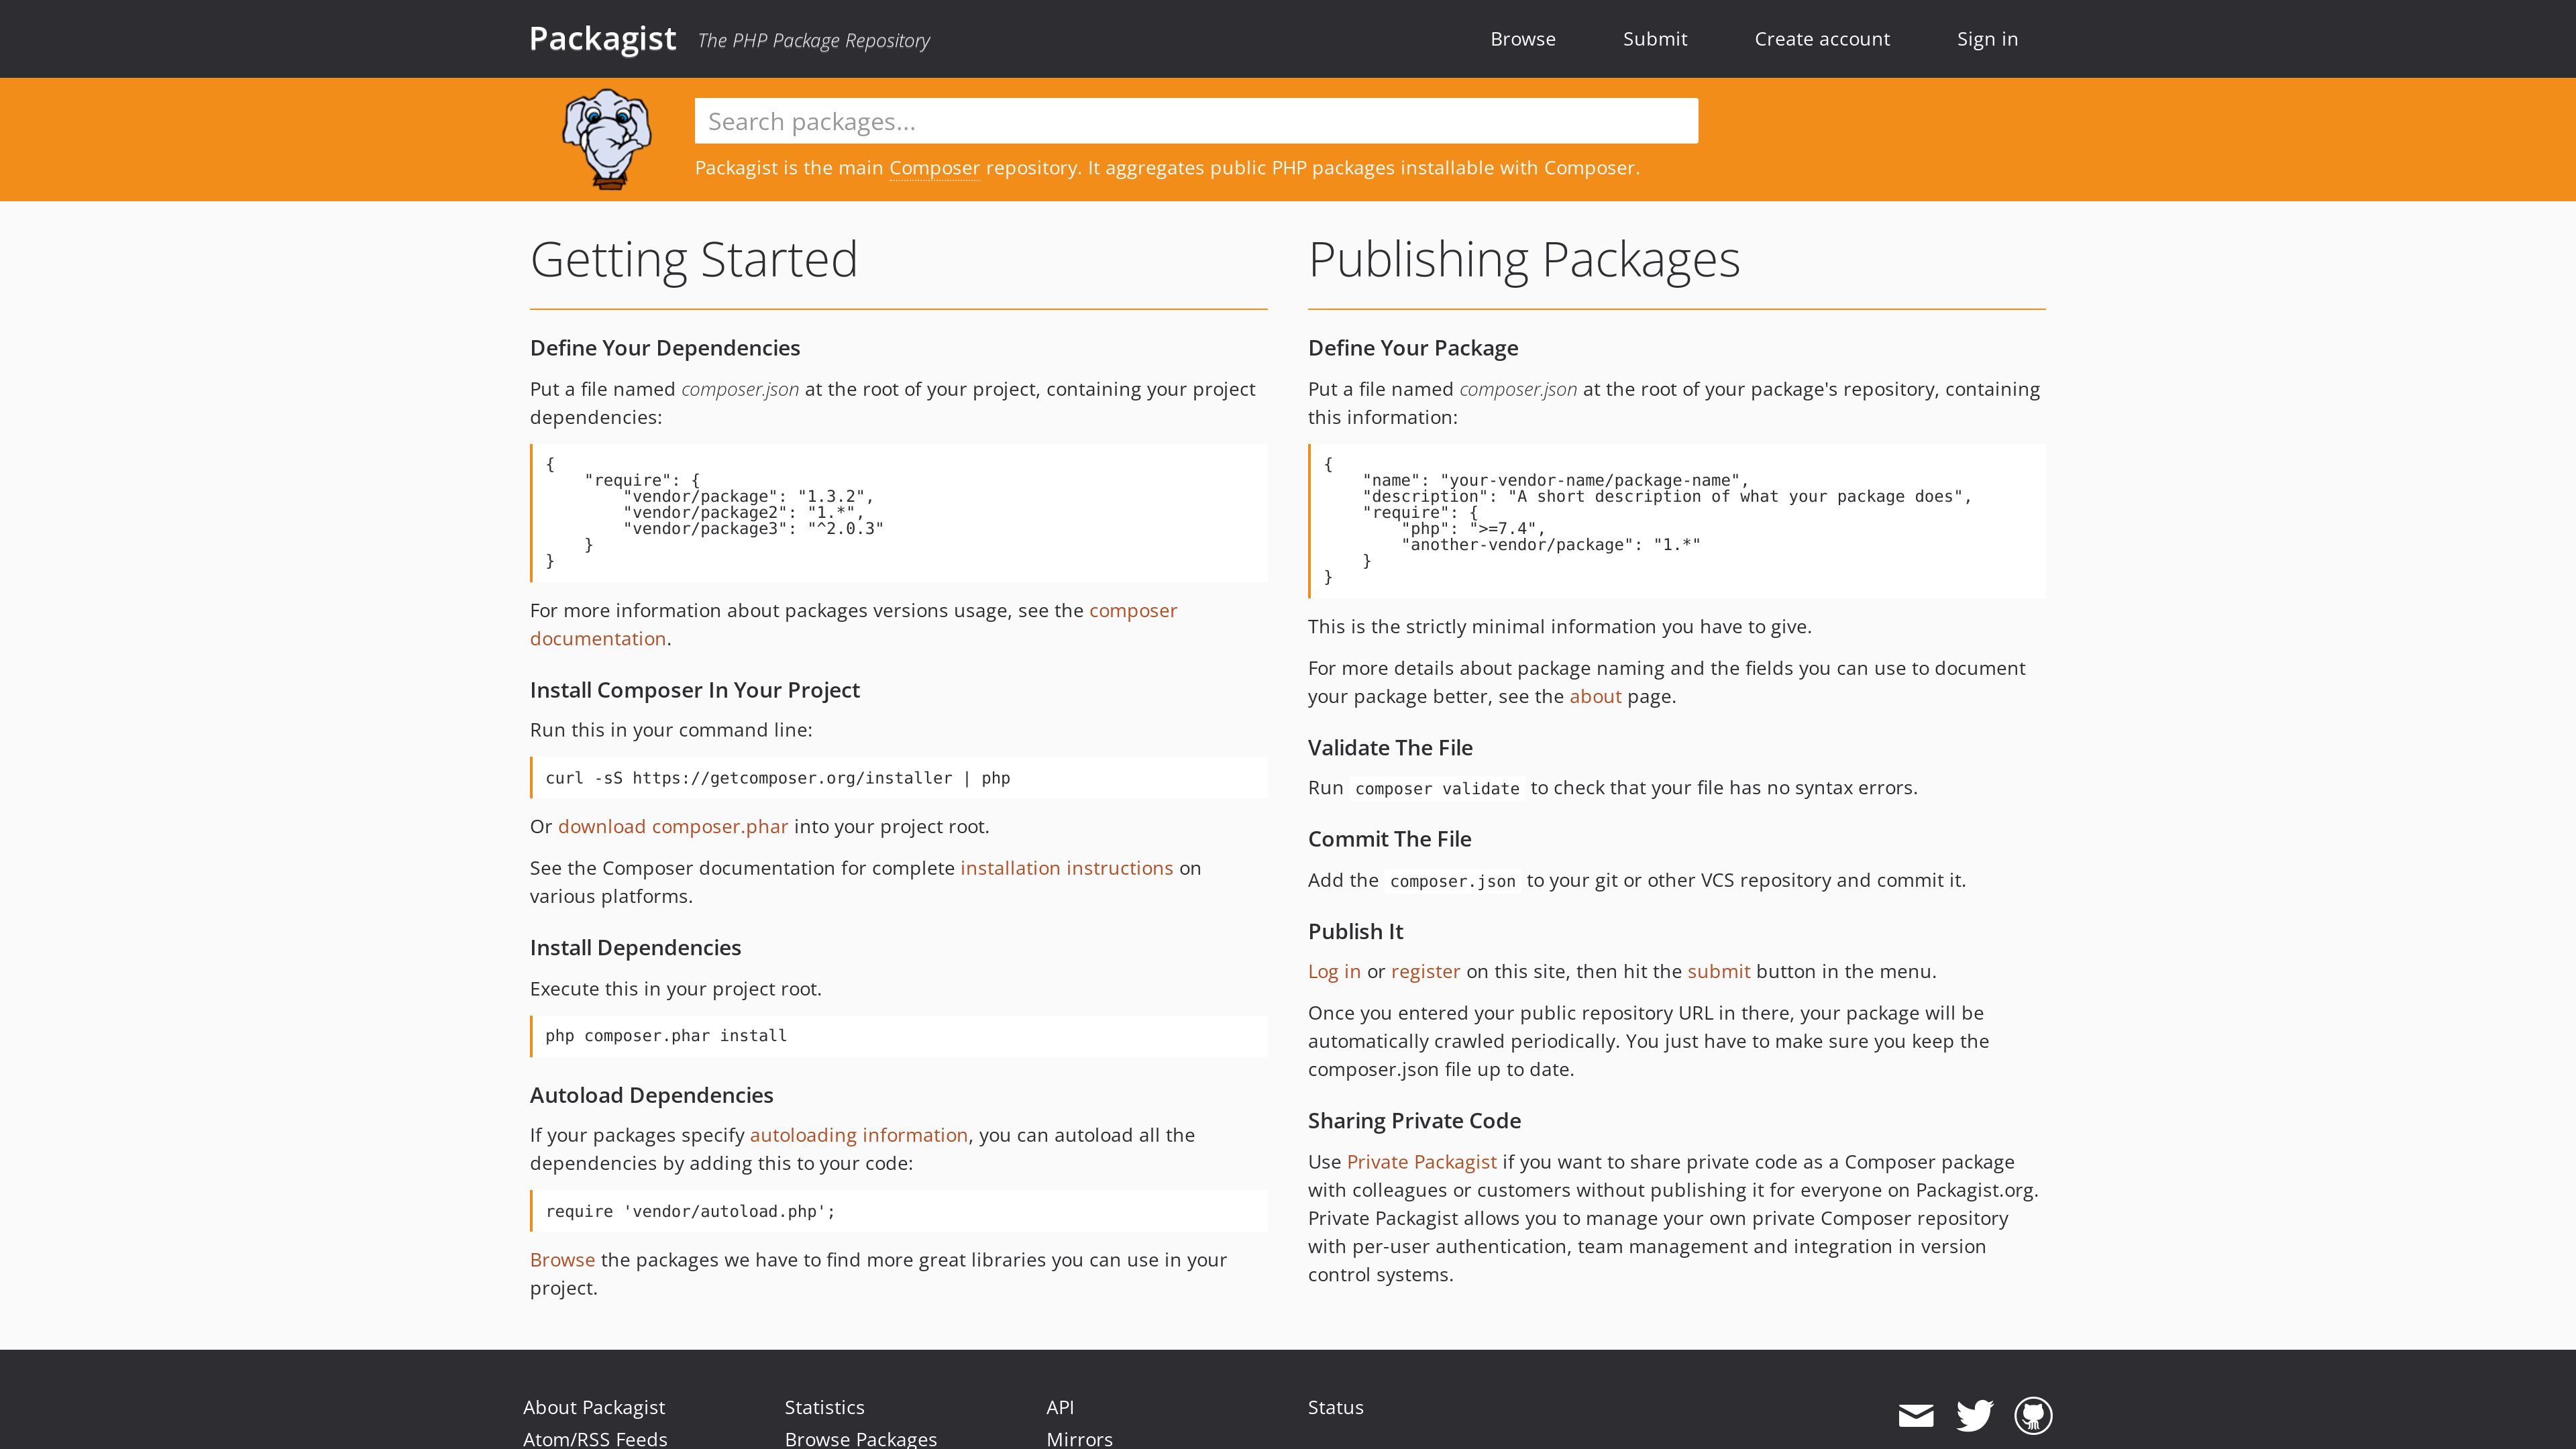 Packagist The PHP Package Repository
Browse Submit Create account Sign in
Search packages...
Packagist is the main Composer repository. It aggregates public PHP packages installable with Composer.
Getting Started
Define Your Dependencies
Put a file named composer.json at the root of your project, containing your project
dependencies:
{
    "require": {
        "vendor/package": "1.3.2",
        "vendor/package2": "1.*",
        "vendor/package3": "^2.0.3"
    }
}
For more information about packages versions usage, see the composer
documentation.
Install Composer In Your Project
Run this in your command line:
curl -sS https://getcomposer.org/installer | php
Or download composer.phar into your project root.
See the Composer documentation for complete installation instructions on
various platforms.
Install Dependencies
Execute this in your project root.
php composer.phar install
Autoload Dependencies
If your packages specify autoloading information, you can autoload all the
dependencies by adding this to your code:
require 'vendor/autoload.php';
Browse the packages we have to find more great libraries you can use in your
project.
Publishing Packages
Define Your Package
Put a file named composer.json at the root of your package's repository, containing
this information:
{
    "name": "your-vendor-name/package-name",
    "description": "A short description of what your package does",
    "require": {
        "php": ">=7.4",
        "another-vendor/package": "1.*"
    }
}
This is the strictly minimal information you have to give.
For more details about package naming and the fields you can use to document
your package better, see the about page.
Validate The File
Run composer validate to check that your file has no syntax errors.
Commit The File
Add the composer.json to your git or other VCS repository and commit it.
Publish It
Log in or register on this site, then hit the submit button in the menu.
Once you entered your public repository URL in there, your package will be
automatically crawled periodically. You just have to make sure you keep the
composer.json file up to date.
Sharing Private Code
Use Private Packagist if you want to share private code as a Composer package
with colleagues or customers without publishing it for everyone on Packagist.org.
Private Packagist allows you to manage your own private Composer repository
with per-user authentication, team management and integration in version
control systems.
About Packagist Statistics API Status
Atom/RSS Feeds Browse Packages Mirrors